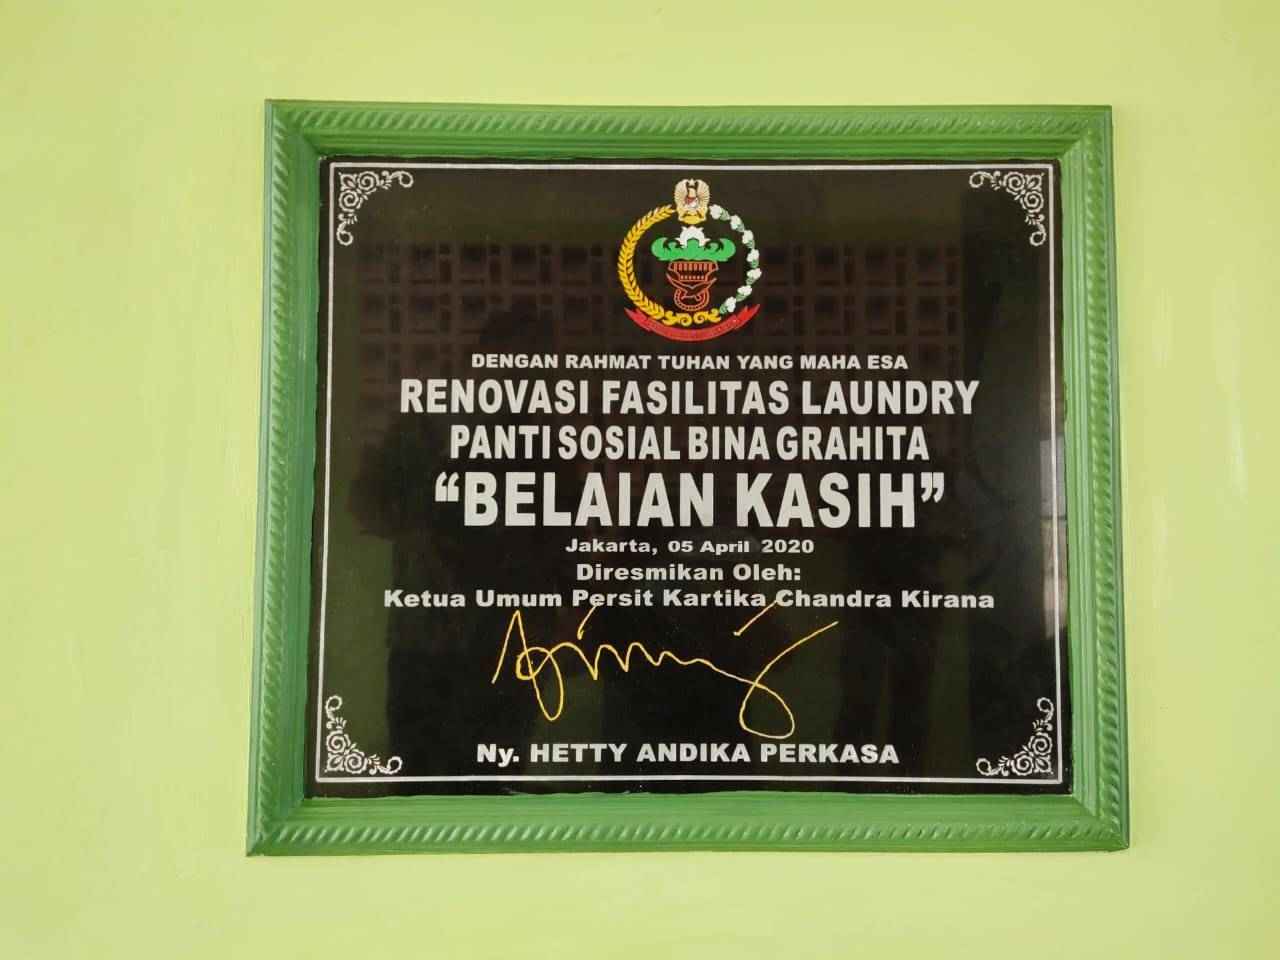 DENGAN RAHMAT TUHAN YANG MAHA ESA
RENOVASI FASILITAS LAUNDRY
PANTI SOSIAL BINA GRAHITA
“BELAIAN KASIH”
Jakarta, 05 April 2020
Diresmikan Oleh:
Ketua Umum Persit Kartika Chandra Kirana
Ny. HETTY ANDIKA PERKASA